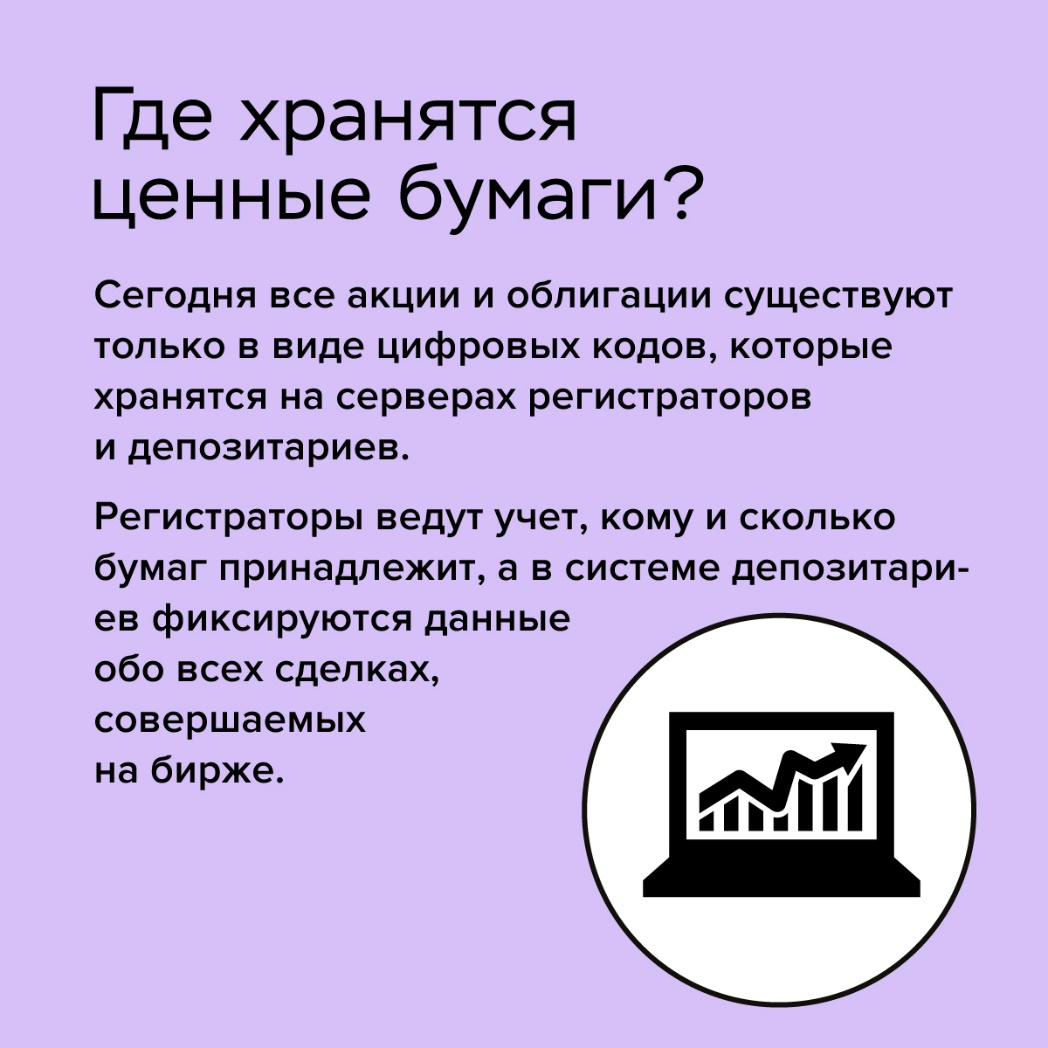 Где хранятся
ценные бумаги?
Сегодня все акции и облигации существуют
только в виде цифровых кодов, которые
хранятся на серверах регистраторов
и депозитариев.
Регистраторы ведут учет, кому и сколько
бумаг принадлежит, а в системе депозитари-
ев фиксируются данные
обо всех сделках,
совершаемых
на бирже.